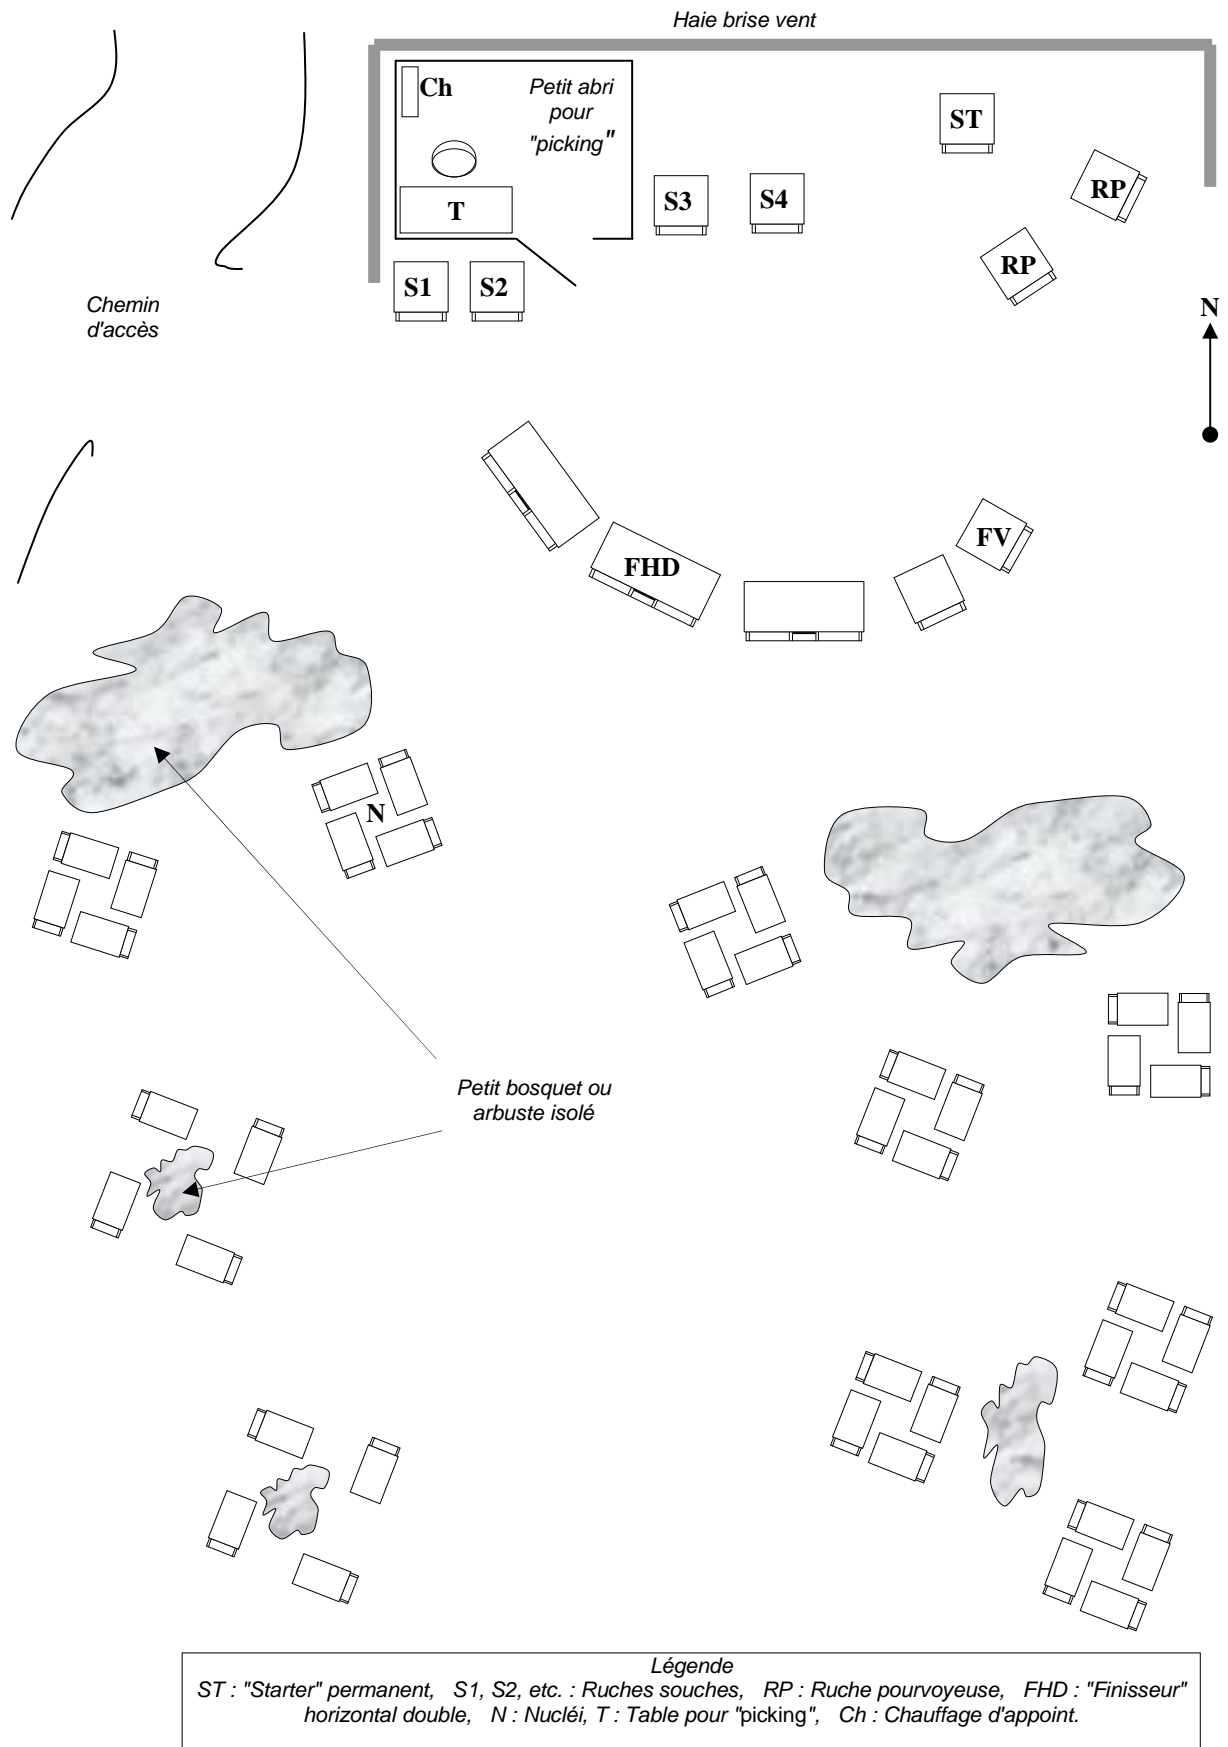 Haie brise vent
Ch
Petit abri
pour
"picking"
ST
T
S3
S4
RP
RP
S1
S2
N
Chemin
d'accès
FV
FHD
N
Petit bosquet ou
arbuste isolé
Légende
ST : "Starter" permanent, S1, S2, etc. : Ruches souches, RP : Ruche pourvoyeuse, FHD : "Finisseur"
horizontal double, N : Nucléi, T : Table pour "picking", Ch : Chauffage d'appoint.